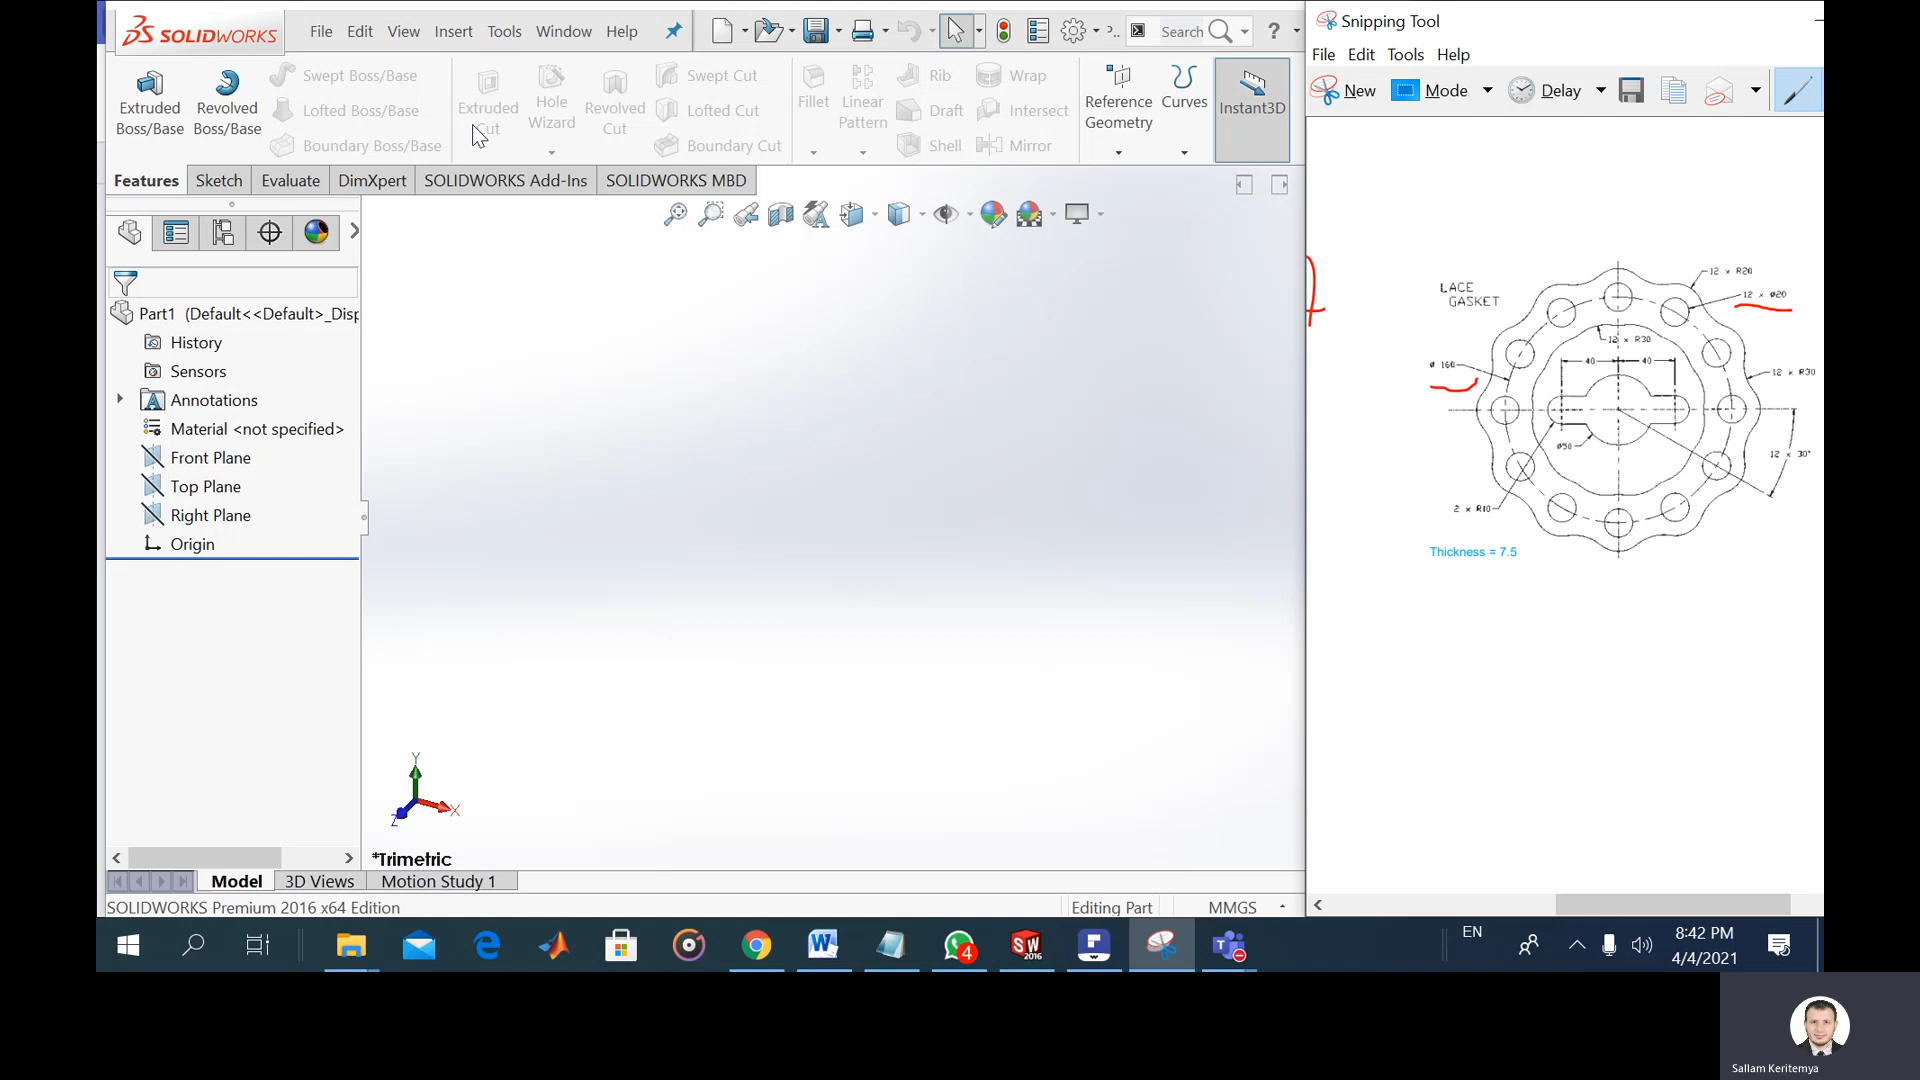 SOLIDWORKS
File Edit View Insert Tools Window Help
Search
?
Extruded Boss/Base
Revolved Boss/Base
Swept Boss/Base
Lofted Boss/Base
Boundary Boss/Base
Extruded Cut
Hole Wizard
Revolved Cut
Swept Cut
Lofted Cut
Boundary Cut
Fillet
Linear Pattern
Rib
Draft
Shell
Wrap
Intersect
Mirror
Reference Geometry
Curves
Instant3D
Features Sketch Evaluate DimXpert SOLIDWORKS Add-Ins SOLIDWORKS MBD
Part1 (Default<<Default>_Disp
History
Sensors
Annotations
Material <not specified>
Front Plane
Top Plane
Right Plane
Origin
Y
X
Z
*Trimetric
Model 3D Views Motion Study 1
SOLIDWORKS Premium 2016 x64 Edition
Editing Part
MMGS
Snipping Tool
File Edit Tools Help
New Mode Delay
LACE
GASKET
12 × R20
12 × Ø20
12 × R30
40 40
Ø 160
12 × R30
Ø50
12 × 30°
2 × R10
Thickness = 7.5
4
SW
2016
EN
8:42 PM
4/4/2021
Sallam Keritemya